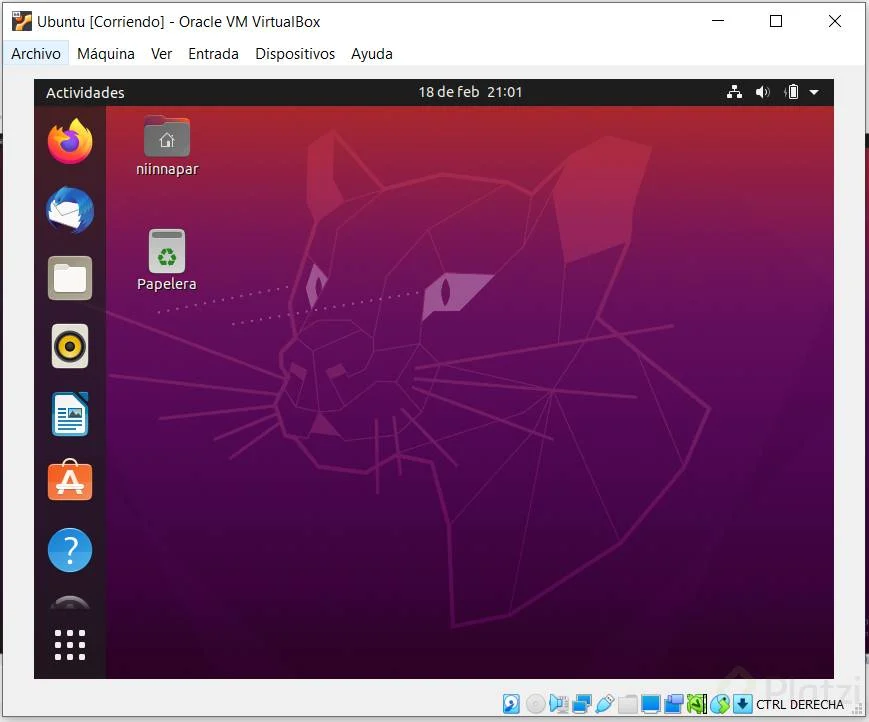 Ubuntu [Corriendo] - Oracle VM VirtualBox
Archivo Máquina Ver Entrada Dispositivos Ayuda
Actividades 18 de feb 21:01
niinnapar
Papelera
Platzi
CTRL DERECHA